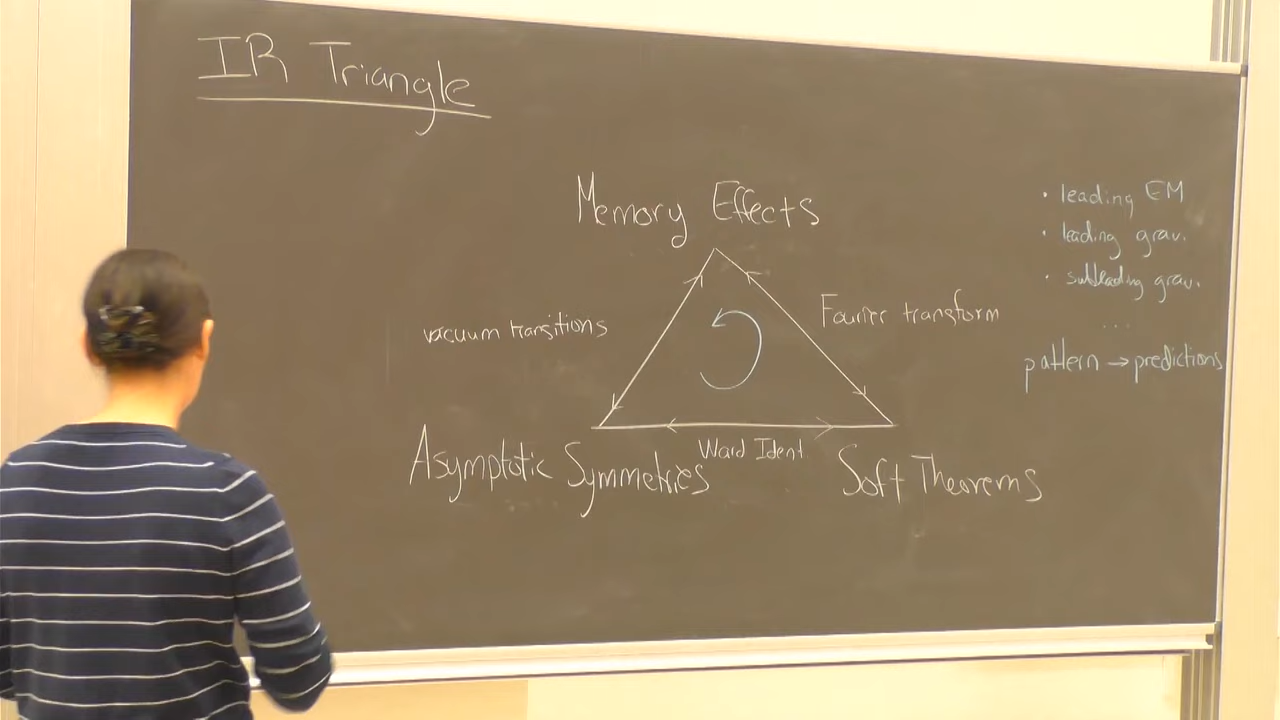 IR Triangle
Memory Effects
vacuum transitions
Fourier transform
Asymptotic Symmetries
Ward Ident.
Soft Theorems
· leading EM
· leading grav.
· subleading grav.
...
pattern → predictions